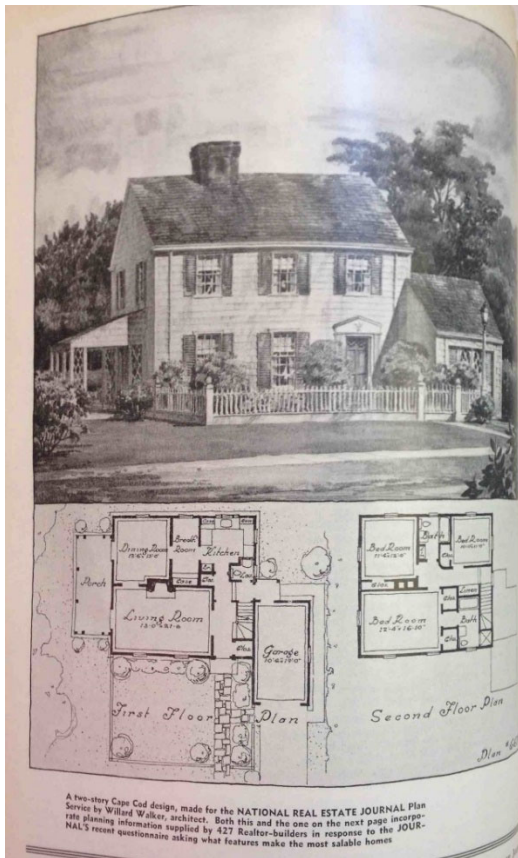 Porch
Dining Room
Break
Room
Kitchen
Living Room
Garage
First Floor Plan
Bed Room
Bath
Bed Room
Clo.
Linen
Bed Room
Bath
Clo.
Second Floor Plan
A two-story Cape Cod design, made for the NATIONAL REAL ESTATE JOURNAL Plan
Service by Willard Walker, architect. Both this and the one on the next page incorpo-
rate planning information supplied by 427 Realtor-builders in response to the JOUR-
NAL'S recent questionnaire asking what features make the most salable homes